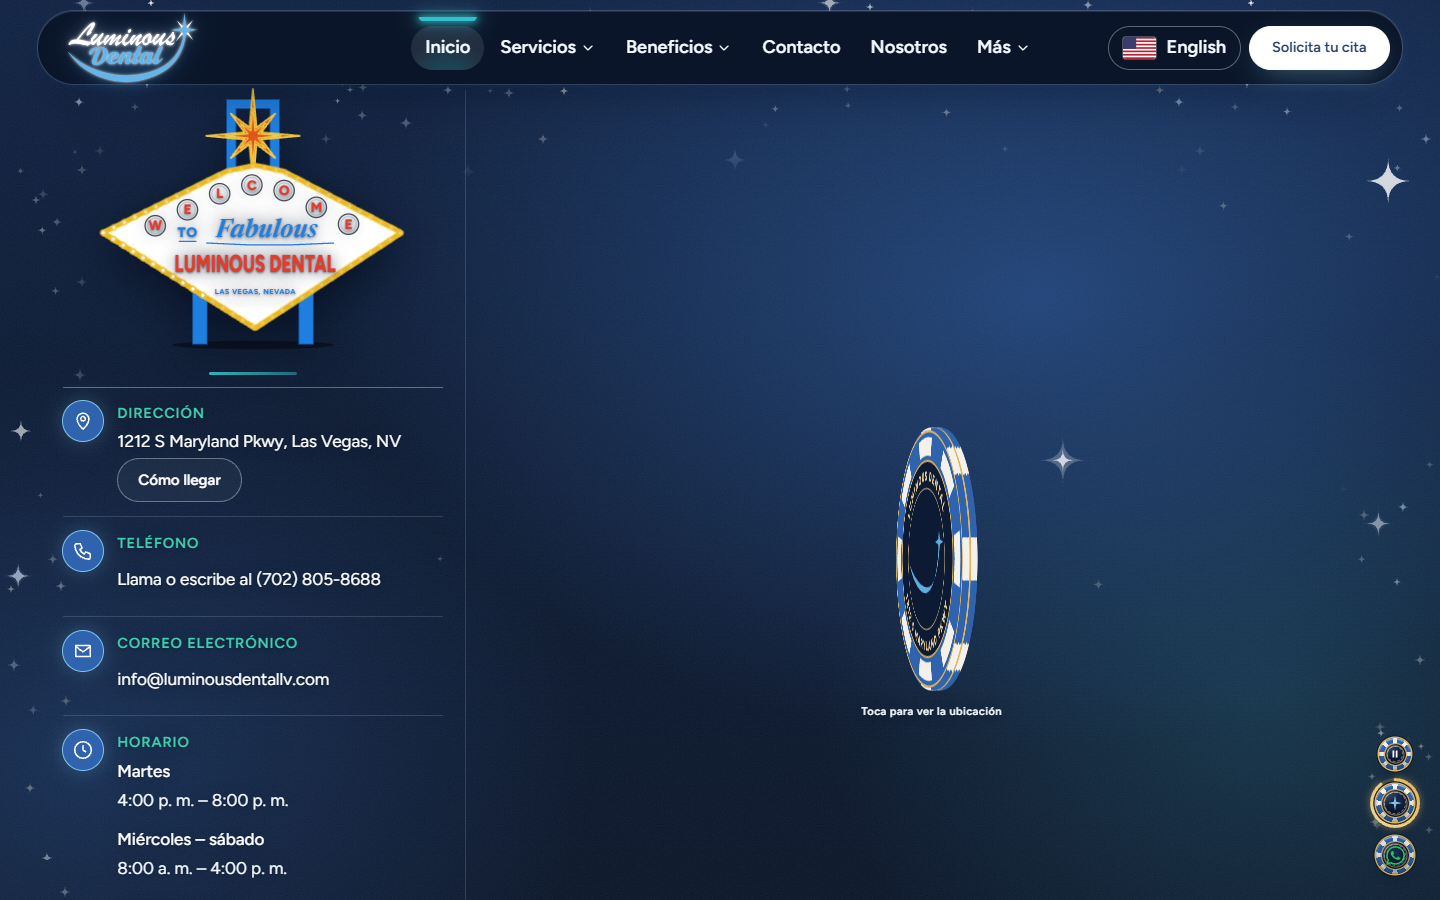 Luminous
Dental
Inicio
Servicios
Beneficios
Contacto
Nosotros
Más
English
Solicita tu cita
WELCOME
TO Fabulous
LUMINOUS DENTAL
LAS VEGAS, NEVADA
DIRECCIÓN
1212 S Maryland Pkwy, Las Vegas, NV
Cómo llegar
TELÉFONO
Llama o escribe al (702) 805-8688
CORREO ELECTRÓNICO
info@luminousdentallv.com
HORARIO
Martes
4:00 p. m. – 8:00 p. m.
Miércoles – sábado
8:00 a. m. – 4:00 p. m.
Toca para ver la ubicación